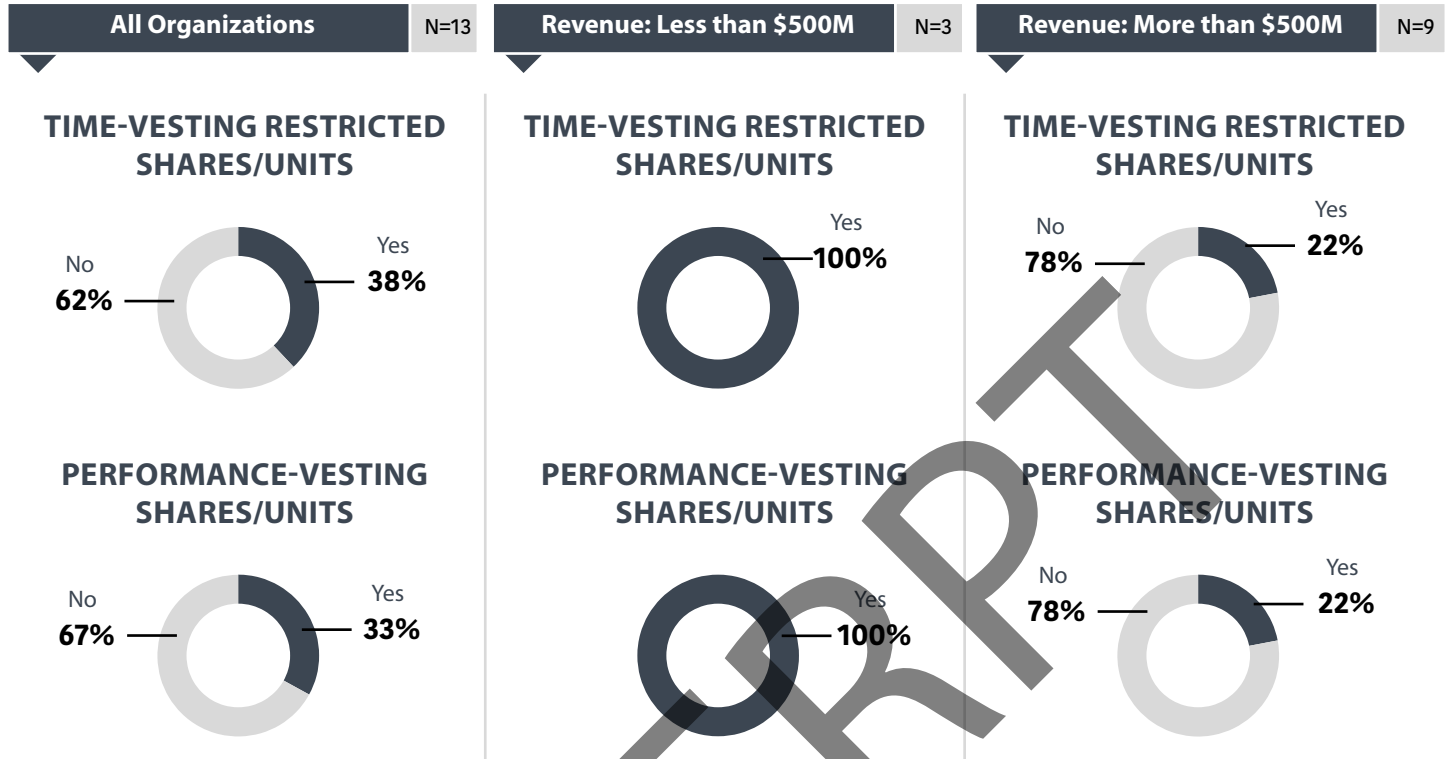 All Organizations N=13
Revenue: Less than $500M N=3
Revenue: More than $500M N=9
TIME-VESTING RESTRICTED
SHARES/UNITS
No
62%
Yes
38%
TIME-VESTING RESTRICTED
SHARES/UNITS
Yes
100%
TIME-VESTING RESTRICTED
SHARES/UNITS
No
78%
Yes
22%
PERFORMANCE-VESTING
SHARES/UNITS
No
67%
Yes
33%
PERFORMANCE-VESTING
SHARES/UNITS
Yes
100%
PERFORMANCE-VESTING
SHARES/UNITS
No
78%
Yes
22%
RPT